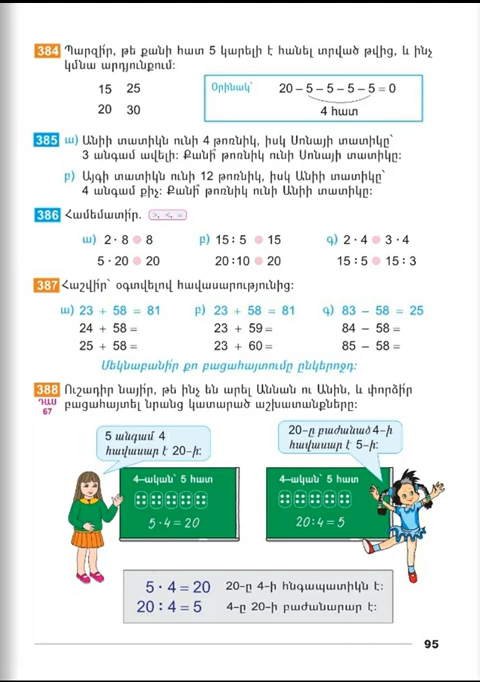 384 Պարզի՛ր, թե քանի հատ 5 կարելի է հանել տրված թվից, և ինչ
կմնա արդյունքում:
15 25
20 30
Օրինակ՝ 20 – 5 – 5 – 5 – 5 = 0
4 հատ
385 ա) Անիի տատիկն ունի 4 թոռնիկ, իսկ Սոնայի տատիկը՝
3 անգամ ավելի: Քանի՞ թոռնիկ ունի Սոնայի տատիկը:
բ) Այգի տատիկն ունի 12 թոռնիկ, իսկ Անիի տատիկը՝
4 անգամ քիչ: Քանի՞ թոռնիկ ունի Անիի տատիկը:
386 Համեմատի՛ր. >, <, =
ա) 2 · 8 8 բ) 15 : 5 15 գ) 2 · 4 3 · 4
5 · 20 20 20 : 10 20 15 : 5 15 : 3
387 Հաշվի՛ր՝ օգտվելով հավասարությունից:
ա) 23 + 58 = 81 բ) 23 + 58 = 81 գ) 83 – 58 = 25
24 + 58 = 23 + 59 = 84 – 58 =
25 + 58 = 23 + 60 = 85 – 58 =
Մեկնաբանի՛ր քո բացահայտումը ընկերոջդ:
388 Ուշադիր նայի՛ր, թե ինչ են արել Աննան ու Անին, և փորձի՛ր
ԴԱՍ 67 բացահայտել նրանց կատարած աշխատանքները:
5 անգամ 4
հավասար է 20-ի:
20-ը բաժանած 4-ի
հավասար է 5-ի:
4–ական՝ 5 հատ
5 · 4 = 20
4–ական՝ 5 հատ
20 : 4 = 5
5 · 4 = 20 20-ը 4-ի հնգապատիկն է:
20 : 4 = 5 4-ը 20-ի բաժանարար է:
95